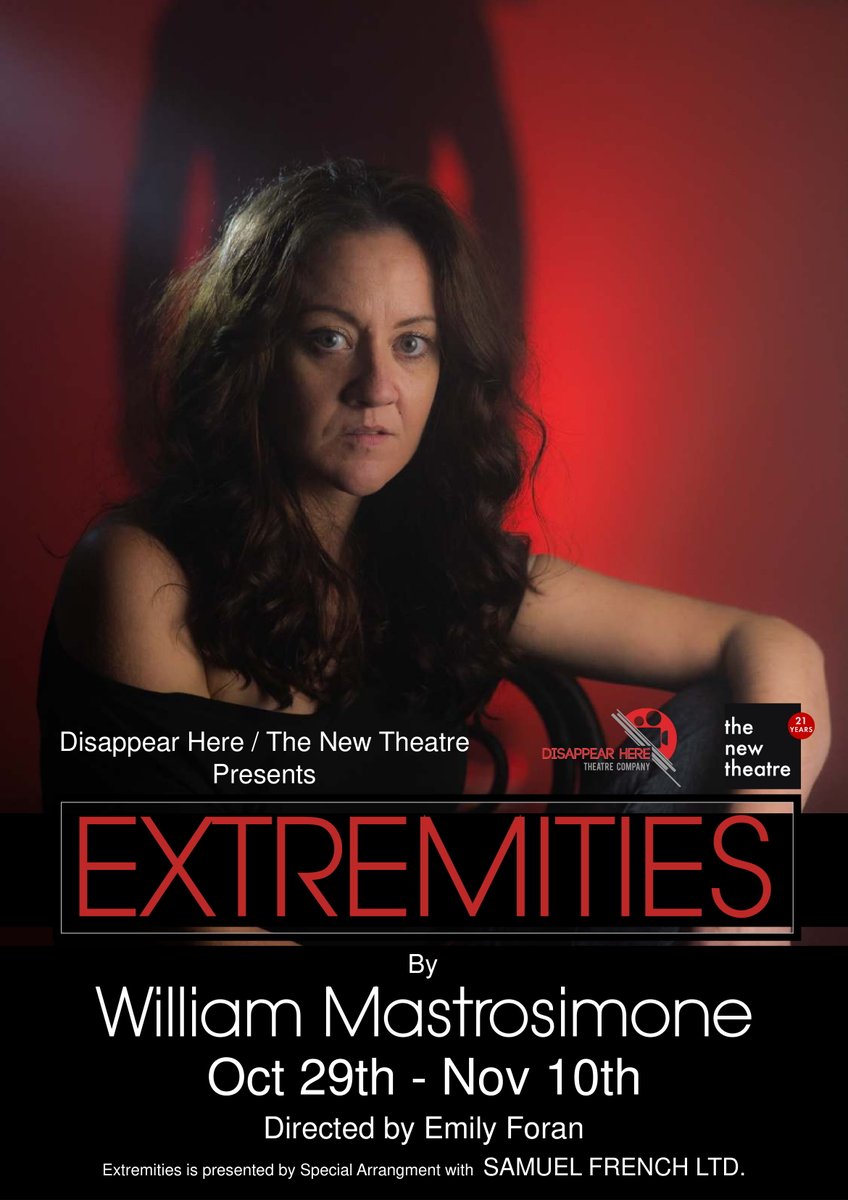 Disappear Here / The New Theatre
Presents
DISAPPEAR HERE
THEATRE COMPANY
the
new
theatre
21
YEARS
EXTREMITIES
By
William Mastrosimone
Oct 29th - Nov 10th
Directed by Emily Foran
Extremities is presented by Special Arrangment with SAMUEL FRENCH LTD.